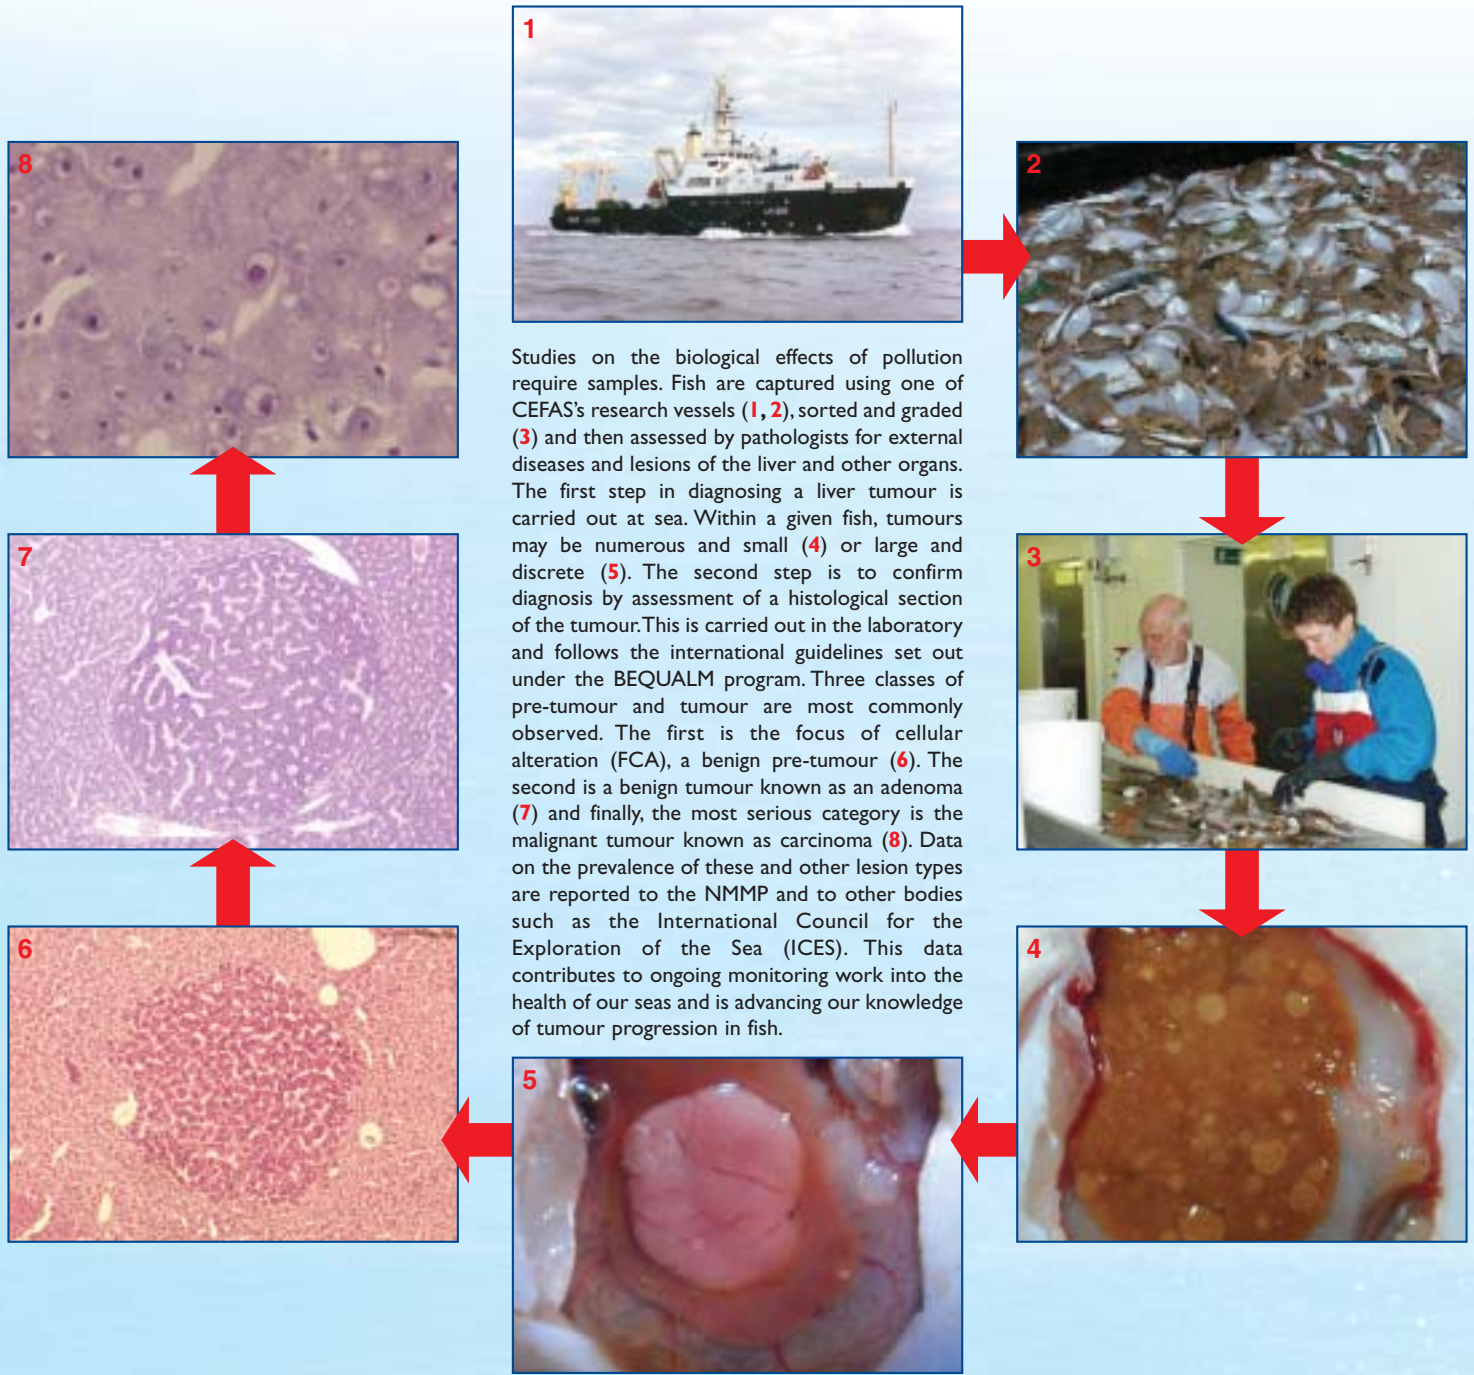 1
8
2
Studies on the biological effects of pollution
require samples. Fish are captured using one of
CEFAS's research vessels (1, 2), sorted and graded
(3) and then assessed by pathologists for external
diseases and lesions of the liver and other organs.
The first step in diagnosing a liver tumour is
carried out at sea. Within a given fish, tumours
may be numerous and small (4) or large and
discrete (5). The second step is to confirm
diagnosis by assessment of a histological section
of the tumour.This is carried out in the laboratory
and follows the international guidelines set out
under the BEQUALM program. Three classes of
pre-tumour and tumour are most commonly
observed. The first is the focus of cellular
alteration (FCA), a benign pre-tumour (6). The
second is a benign tumour known as an adenoma
(7) and finally, the most serious category is the
malignant tumour known as carcinoma (8). Data
on the prevalence of these and other lesion types
are reported to the NMMP and to other bodies
such as the International Council for the
Exploration of the Sea (ICES). This data
contributes to ongoing monitoring work into the
health of our seas and is advancing our knowledge
of tumour progression in fish.
7
3
6
4
5